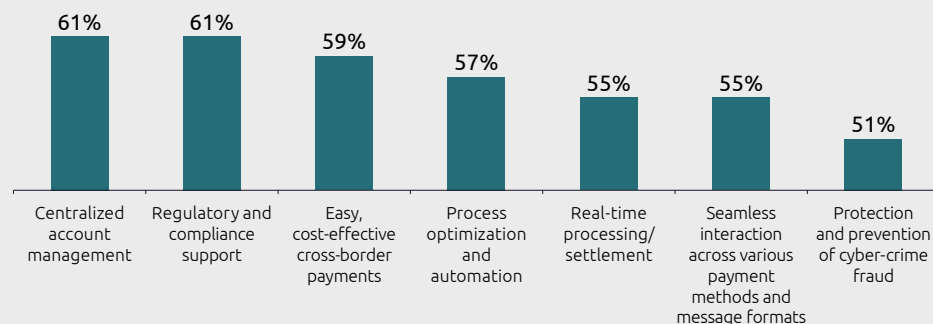 61%
61%
59%
57%
55%
55%
51%
Centralized
account
management
Regulatory and
compliance
support
Easy,
cost-effective
cross-border
payments
Process
optimization
and
automation
Real-time
processing/
settlement
Seamless
interaction
across various
payment
methods and
message formats
Protection
and prevention
of cyber-crime
fraud